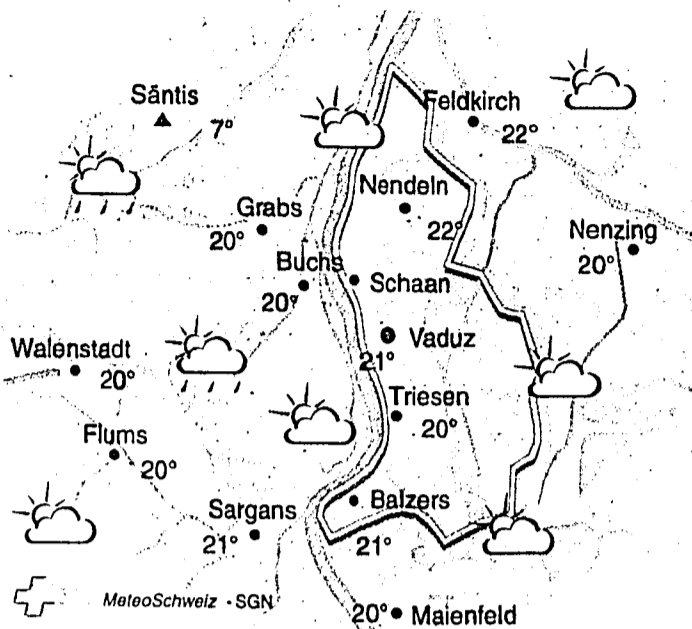 Säntis
7°
Feldkirch
22°
Nendeln
22°
Grabs
20°
Nenzing
20°
Buchs
20°
Schaan
Vaduz
21°
Walenstadt
20°
Triesen
20°
Flums
20°
Balzers
21°
Sargans
21°
MeteoSchweiz · SGN
20°
Maienfeld